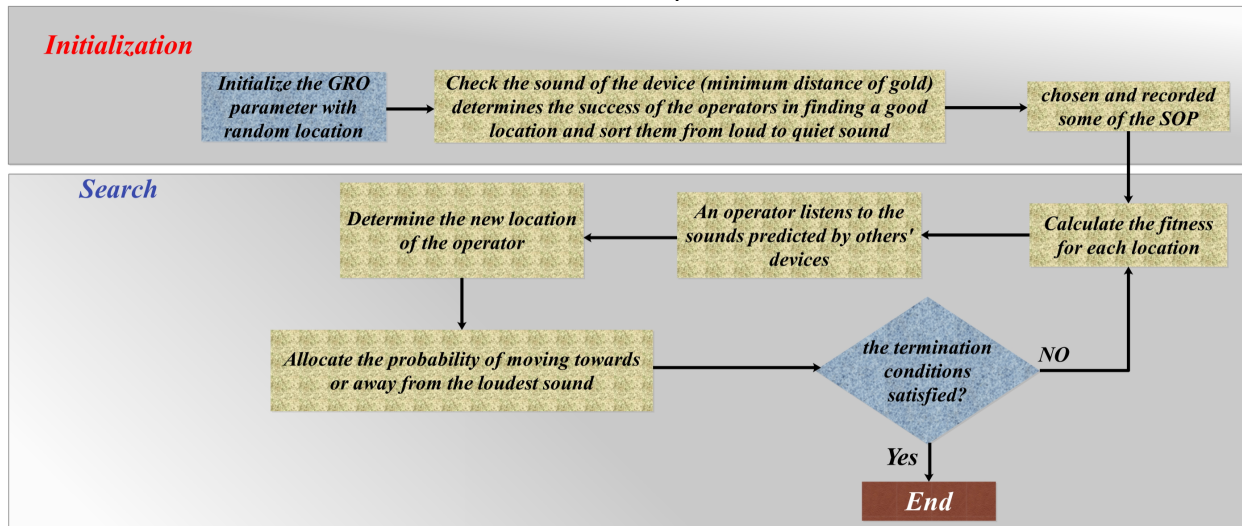 Initialization
Initialize the GRO
parameter with
random location
Check the sound of the device (minimum distance of gold)
determines the success of the operators in finding a good
location and sort them from loud to quiet sound
chosen and recorded
some of the SOP
Search
Determine the new location
of the operator
An operator listens to the
sounds predicted by others'
devices
Calculate the fitness
for each location
Allocate the probability of moving towards
or away from the loudest sound
the termination
conditions
satisfied?
NO
Yes
End